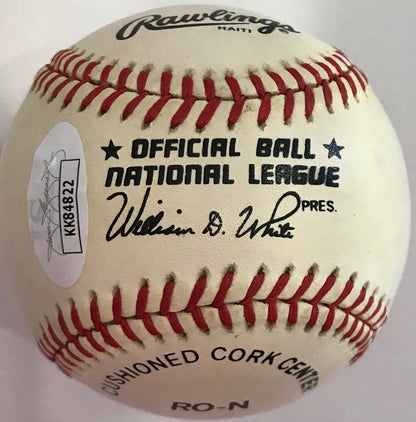 Rawlings
HAITI
★ OFFICIAL BALL ★
NATIONAL LEAGUE
William D. White PRES.
KK84822
CUSHIONED CORK CENTER
RO-N